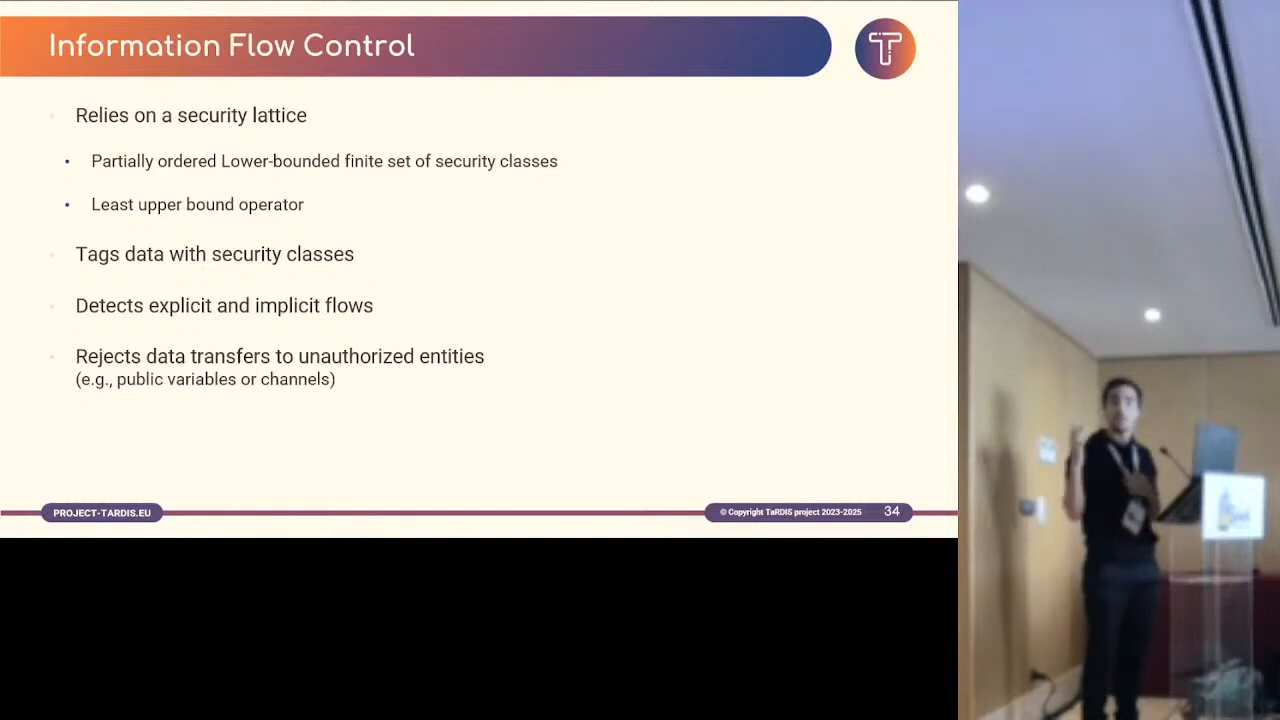 Information Flow Control
Relies on a security lattice
Partially ordered Lower-bounded finite set of security classes
Least upper bound operator
Tags data with security classes
Detects explicit and implicit flows
Rejects data transfers to unauthorized entities
(e.g., public variables or channels)
PROJECT-TARDIS.EU
© Copyright TaRDIS project 2023-2025
34